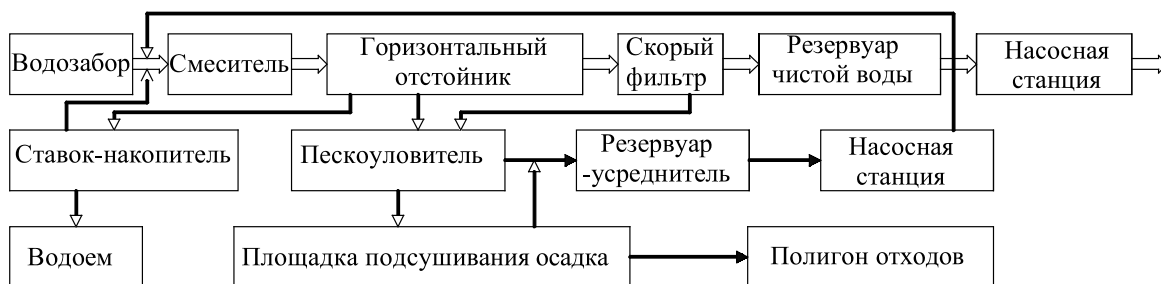 Водозабор
Смеситель
Горизонтальный
отстойник
Скорый
фильтр
Резервуар
чистой воды
Насосная
станция
Ставок-накопитель
Пескоуловитель
Резервуар
-усреднитель
Насосная
станция
Водоем
Площадка подсушивания осадка
Полигон отходов